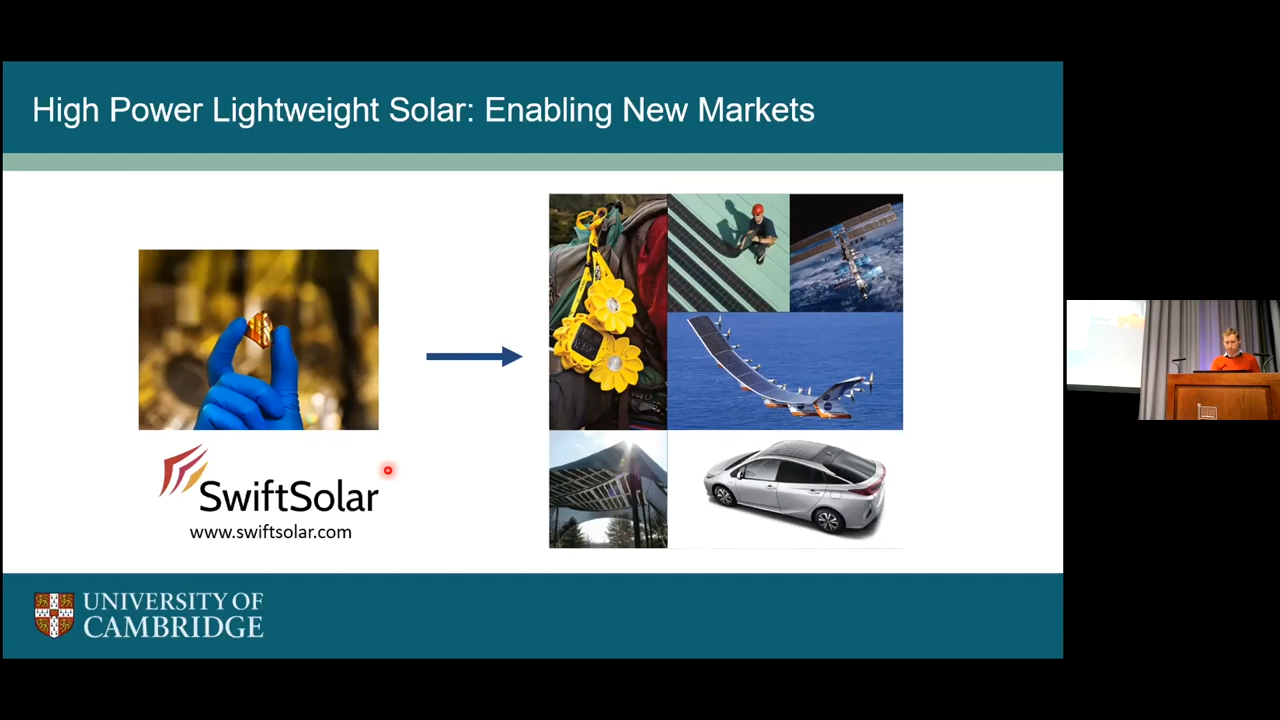 High Power Lightweight Solar: Enabling New Markets
SwiftSolar
www.swiftsolar.com
UNIVERSITY OF
CAMBRIDGE